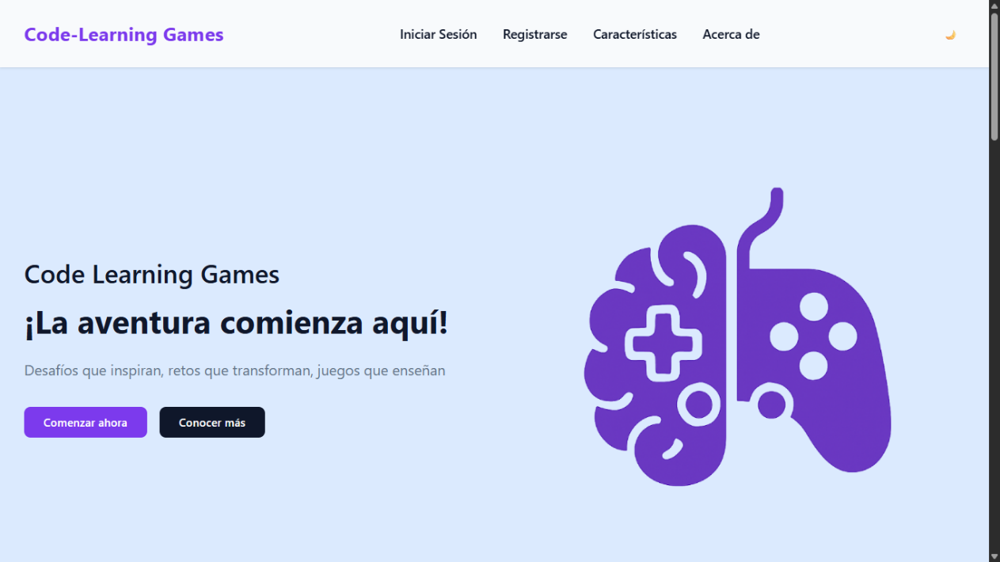 Code-Learning Games
Iniciar Sesión
Registrarse
Características
Acerca de
Code Learning Games
¡La aventura comienza aquí!
Desafíos que inspiran, retos que transforman, juegos que enseñan
Comenzar ahora
Conocer más